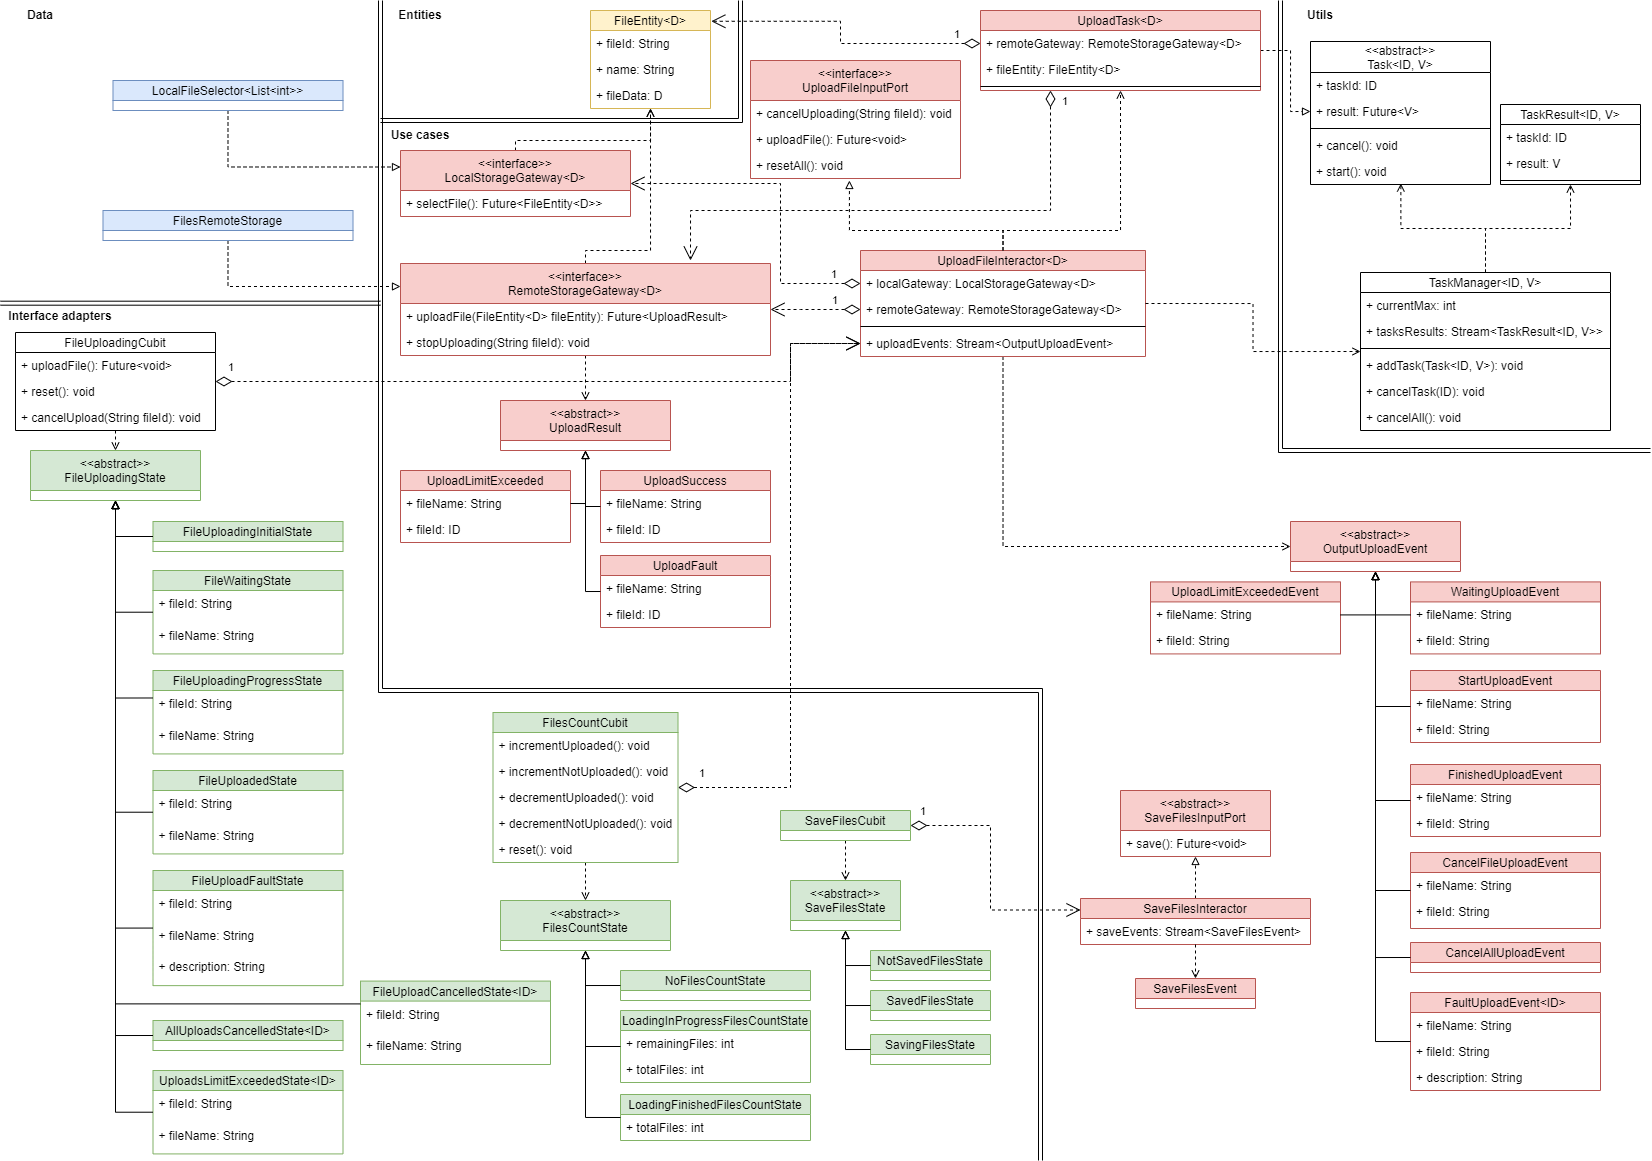 Data
LocalFileSelector<List<int>>
FilesRemoteStorage
Entities
FileEntity<D>
+ fileId: String
+ name: String
+ fileData: D
Use cases
<<interface>>
LocalStorageGateway<D>
+ selectFile(): Future<FileEntity<D>>
<<interface>>
RemoteStorageGateway<D>
+ uploadFile(FileEntity<D> fileEntity): Future<UploadResult>
+ stopUploading(String fileId): void
<<interface>>
UploadFileInputPort
+ cancelUploading(String fileId): void
+ uploadFile(): Future<void>
+ resetAll(): void
UploadTask<D>
+ remoteGateway: RemoteStorageGateway<D>
+ fileEntity: FileEntity<D>
1
1
UploadFileInteractor<D>
+ localGateway: LocalStorageGateway<D>
+ remoteGateway: RemoteStorageGateway<D>
+ uploadEvents: Stream<OutputUploadEvent>
1
1
Utils
<<abstract>>
Task<ID, V>
+ taskId: ID
+ result: Future<V>
+ cancel(): void
+ start(): void
TaskResult<ID, V>
+ taskId: ID
+ result: V
TaskManager<ID, V>
+ currentMax: int
+ tasksResults: Stream<TaskResult<ID, V>>
+ addTask(Task<ID, V>): void
+ cancelTask(ID): void
+ cancelAll(): void
Interface adapters
FileUploadingCubit
+ uploadFile(): Future<void>
+ reset(): void
+ cancelUpload(String fileId): void
1
<<abstract>>
FileUploadingState
FileUploadingInitialState
FileWaitingState
+ fileId: String
+ fileName: String
FileUploadingProgressState
+ fileId: String
+ fileName: String
FileUploadedState
+ fileId: String
+ fileName: String
FileUploadFaultState
+ fileId: String
+ fileName: String
+ description: String
FileUploadCancelledState<ID>
+ fileId: String
+ fileName: String
AllUploadsCancelledState<ID>
UploadsLimitExceededState<ID>
+ fileId: String
+ fileName: String
<<abstract>>
UploadResult
UploadLimitExceeded
+ fileName: String
+ fileId: ID
UploadSuccess
+ fileName: String
+ fileId: ID
UploadFault
+ fileName: String
+ fileId: ID
FilesCountCubit
+ incrementUploaded(): void
+ incrementNotUploaded(): void
+ decrementUploaded(): void
+ decrementNotUploaded(): void
+ reset(): void
1
<<abstract>>
FilesCountState
NoFilesCountState
LoadingInProgressFilesCountState
+ remainingFiles: int
+ totalFiles: int
LoadingFinishedFilesCountState
+ totalFiles: int
SaveFilesCubit
1
<<abstract>>
SaveFilesState
NotSavedFilesState
SavedFilesState
SavingFilesState
<<abstract>>
SaveFilesInputPort
+ save(): Future<void>
SaveFilesInteractor
+ saveEvents: Stream<SaveFilesEvent>
SaveFilesEvent
<<abstract>>
OutputUploadEvent
UploadLimitExceededEvent
+ fileName: String
+ fileId: String
WaitingUploadEvent
+ fileName: String
+ fileId: String
StartUploadEvent
+ fileName: String
+ fileId: String
FinishedUploadEvent
+ fileName: String
+ fileId: String
CancelFileUploadEvent
+ fileName: String
+ fileId: String
CancelAllUploadEvent
FaultUploadEvent<ID>
+ fileName: String
+ fileId: String
+ description: String